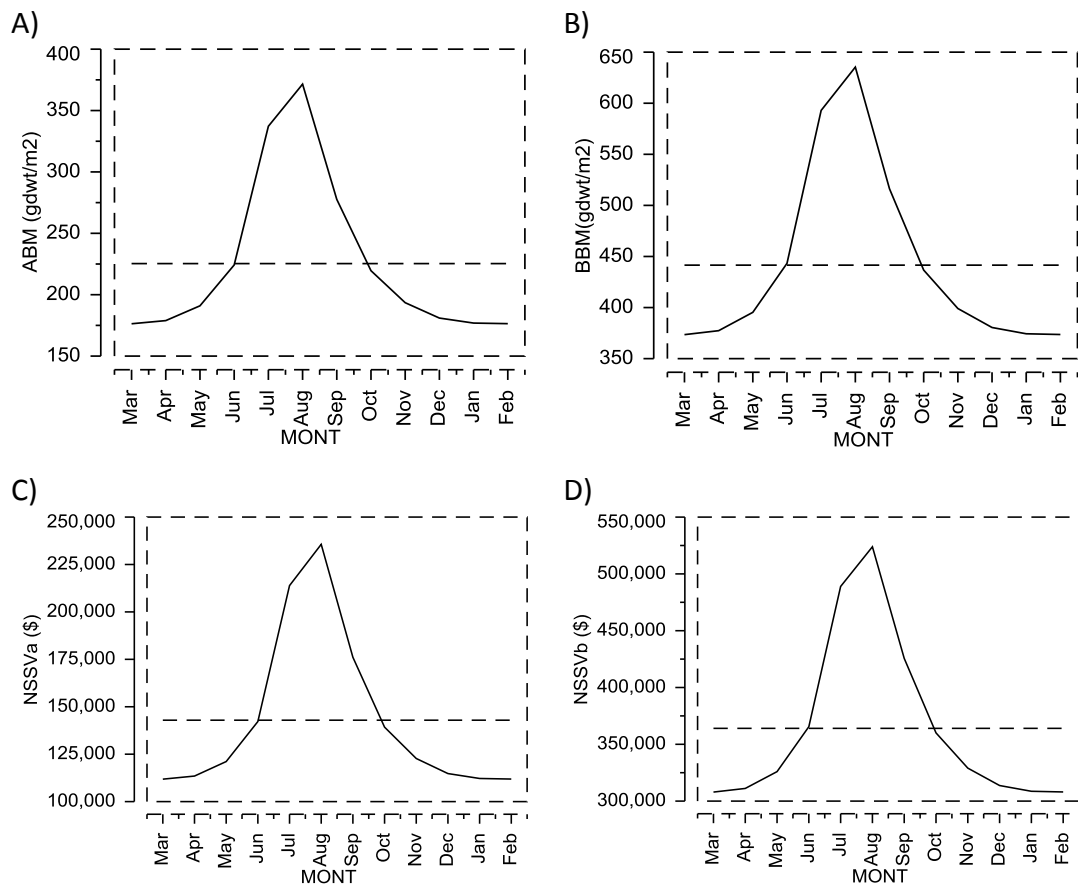 A)
ABM (gdwt/m2)
400
350
300
250
200
150
Mar Apr May Jun Jul Aug Sep Oct Nov Dec Jan Feb
MONT
B)
BBM(gdwt/m2)
650
600
550
500
450
400
350
Mar Apr May Jun Jul Aug Sep Oct Nov Dec Jan Feb
MONT
C)
NSSVa ($)
250,000
225,000
200,000
175,000
150,000
125,000
100,000
Mar Apr May Jun Jul Aug Sep Oct Nov Dec Jan Feb
MONT
D)
NSSVb ($)
550,000
500,000
450,000
400,000
350,000
300,000
Mar Apr May Jun Jul Aug Sep Oct Nov Dec Jan Feb
MONT